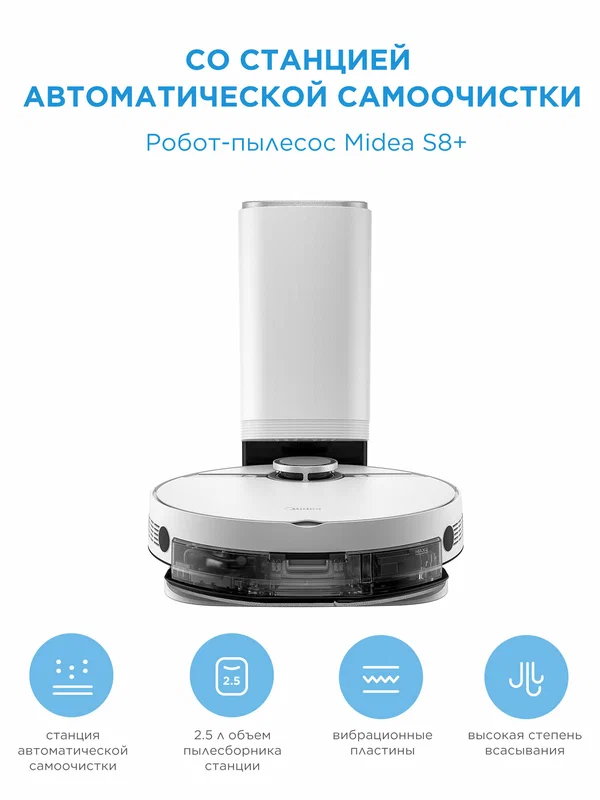 СО СТАНЦИЕЙ
АВТОМАТИЧЕСКОЙ САМООЧИСТКИ
Робот-пылесос Midea S8+
Midea
2.5
станция
автоматической
самоочистки
2.5 л объем
пылесборника
станции
вибрационные
пластины
высокая степень
всасывания